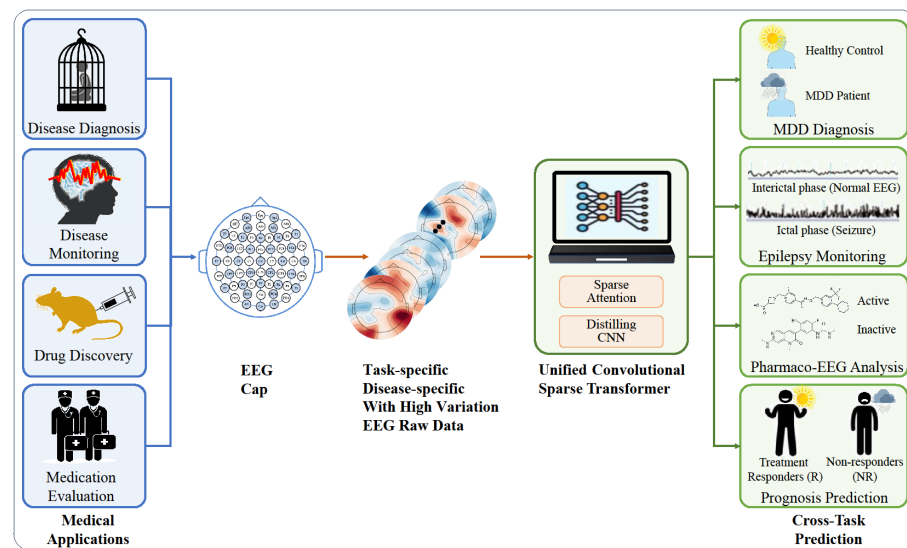 Disease Diagnosis
Disease
Monitoring
Drug Discovery
Medication
Evaluation
Medical
Applications
EEG
Cap
Task-specific
Disease-specific
With High Variation
EEG Raw Data
Sparse
Attention
Distilling
CNN
Unified Convolutional
Sparse Transformer
Healthy Control
MDD Patient
MDD Diagnosis
Interictal phase (Normal EEG)
Ictal phase (Seizure)
Epilepsy Monitoring
Active
Inactive
Pharmaco-EEG Analysis
Treatment
Responders (R)
Non-responders
(NR)
Prognosis Prediction
Cross-Task
Prediction